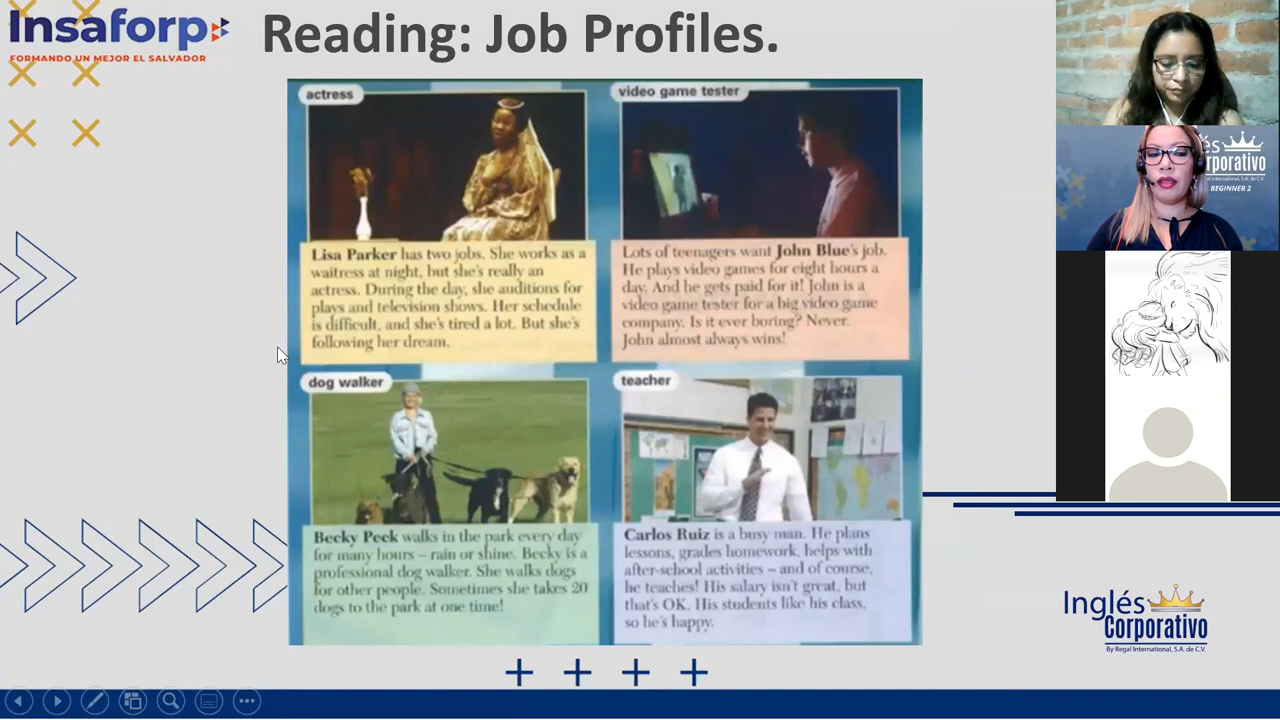 Insaforp
FORMANDO UN MEJOR EL SALVADOR
Reading: Job Profiles.
actress
Lisa Parker has two jobs. She works as a
waitress at night, but she's really an
actress. During the day, she auditions for
plays and television shows. Her schedule
is difficult, and she's tired a lot. But she's
following her dream.
video game tester
Lots of teenagers want John Blue's job.
He plays video games for eight hours a
day. And he gets paid for it! John is a
video game tester for a big video game
company. Is it ever boring? Never.
John almost always wins!
dog walker
Becky Peck walks in the park every day
for many hours – rain or shine. Becky is a
professional dog walker. She walks dogs
for other people. Sometimes she takes 20
dogs to the park at one time!
teacher
Carlos Ruiz is a busy man. He plans
lessons, grades homework, helps with
after-school activities – and of course,
he teaches! His salary isn't great, but
that's OK. His students like his class,
so he's happy.
BEGINNER 2
Inglés
Corporativo
By Regal International, S.A. de C.V.